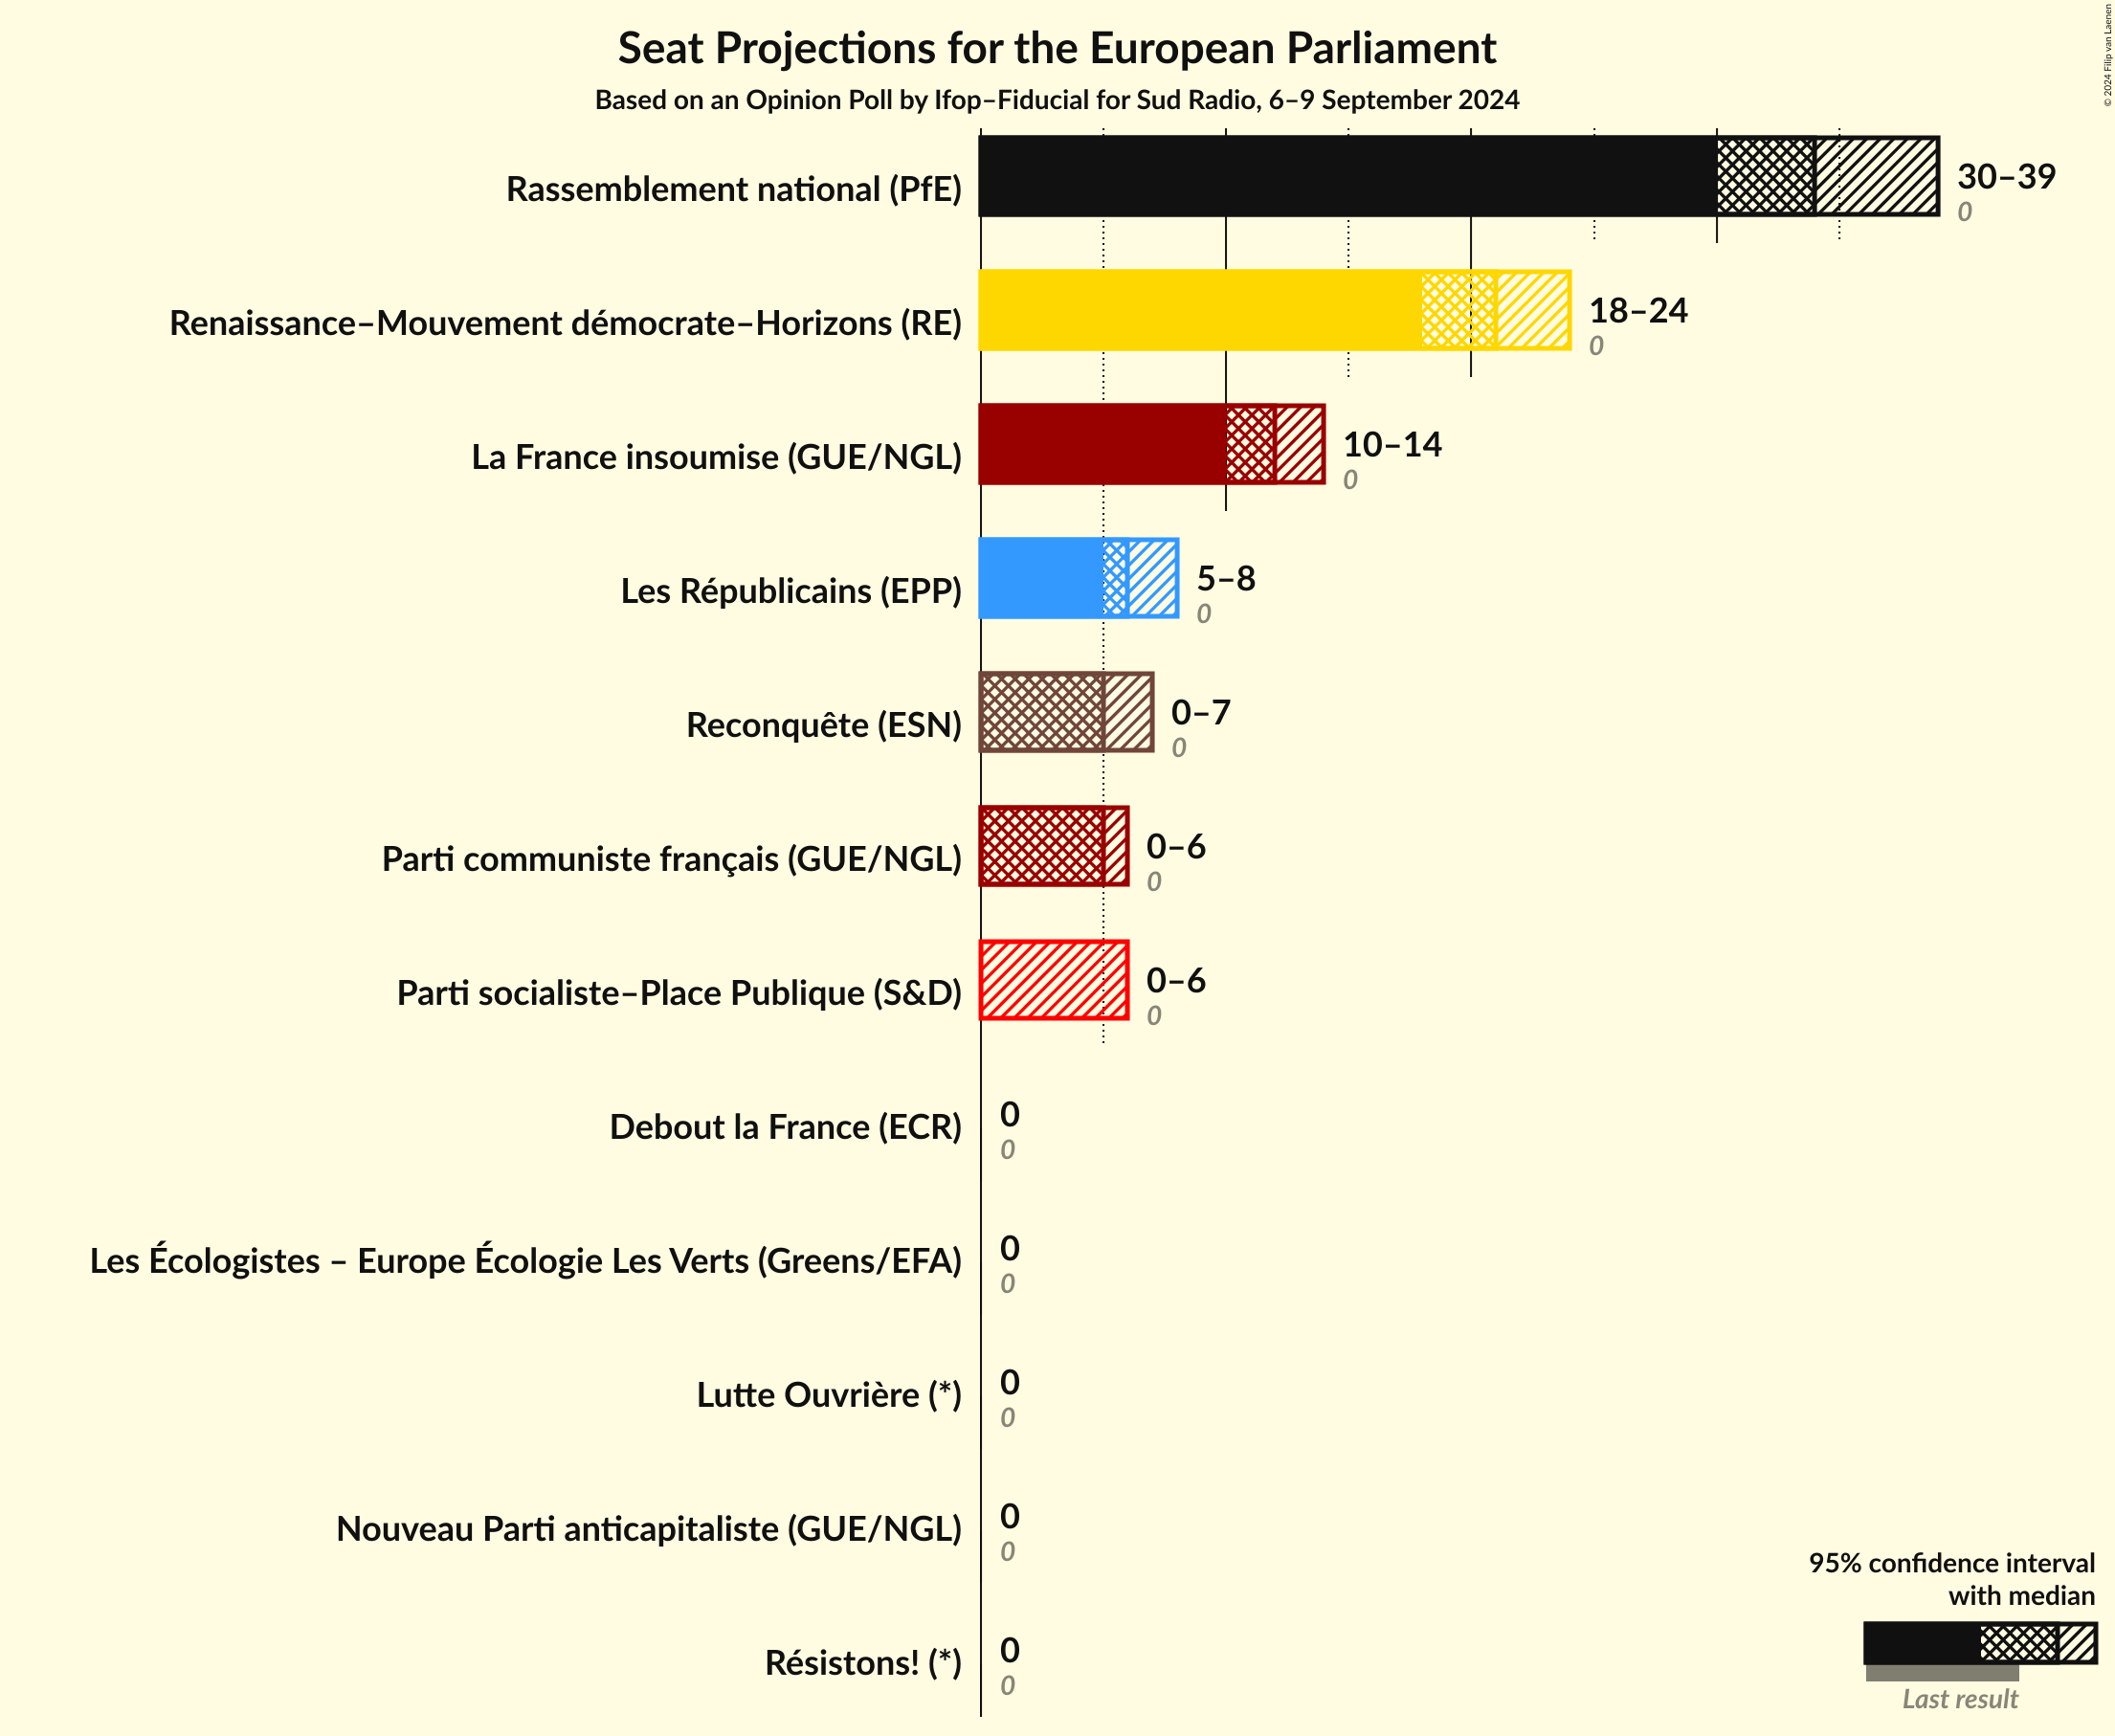 Seat Projections for the European Parliament
Based on an Opinion Poll by Ifop–Fiducial for Sud Radio, 6–9 September 2024
© 2024 Filip van Laenen
Rassemblement national (PfE)
30–39
0
Renaissance–Mouvement démocrate–Horizons (RE)
18–24
0
La France insoumise (GUE/NGL)
10–14
0
Les Républicains (EPP)
5–8
0
Reconquête (ESN)
0–7
0
Parti communiste français (GUE/NGL)
0–6
0
Parti socialiste–Place Publique (S&D)
0–6
0
Debout la France (ECR)
0
0
Les Écologistes – Europe Écologie Les Verts (Greens/EFA)
0
0
Lutte Ouvrière (*)
0
0
Nouveau Parti anticapitaliste (GUE/NGL)
0
0
Résistons! (*)
0
0
95% confidence interval
with median
Last result